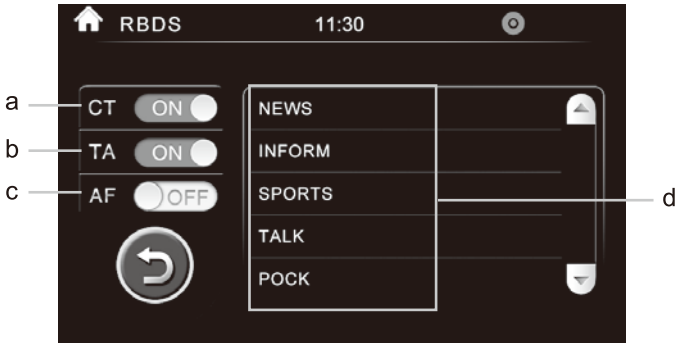 RBDS 11:30
a CT ON
b TA ON
c AF OFF
NEWS
INFORM
SPORTS
TALK
POCK
d